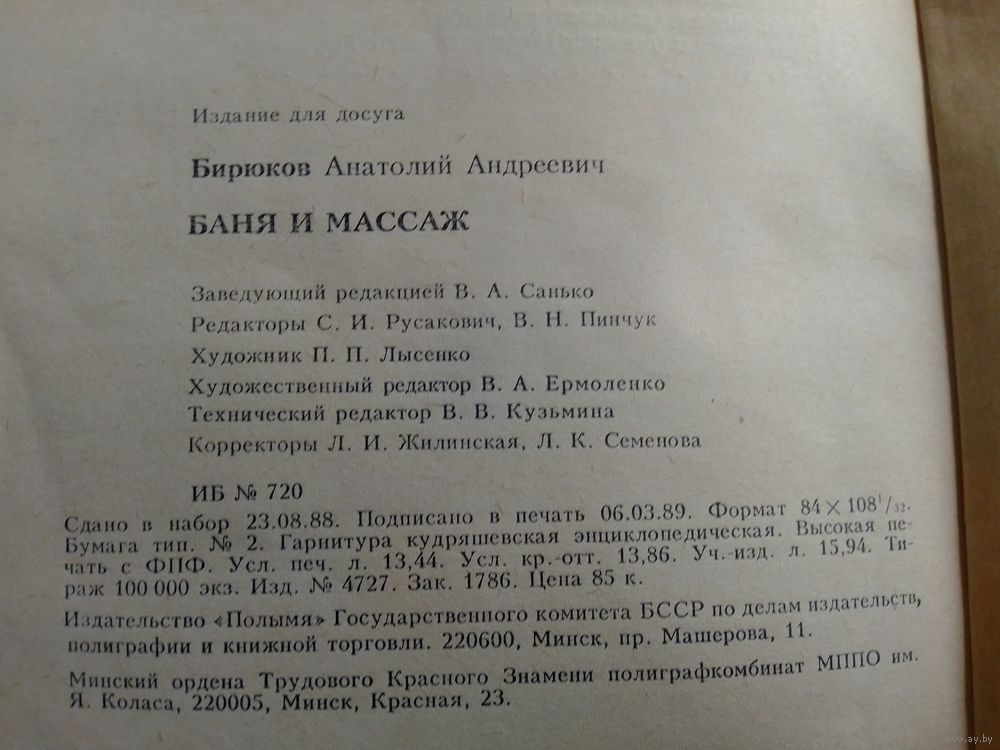 Издание для досуга
Бирюков Анатолий Андреевич
БАНЯ И МАССАЖ
Заведующий редакцией В. А. Санько
Редакторы С. И. Русакович, В. Н. Пинчук
Художник П. П. Лысенко
Художественный редактор В. А. Ермоленко
Технический редактор В. В. Кузьмина
Корректоры Л. И. Жилинская, Л. К. Семенова
ИБ № 720
Сдано в набор 23.08.88. Подписано в печать 06.03.89. Формат 84×108¹/₃₂.
Бумага тип. № 2. Гарнитура кудряшевская энциклопедическая. Высокая пе-
чать с ФПФ. Усл. печ. л. 13,44. Усл. кр.-отт. 13,86. Уч.-изд. л. 15,94. Ти-
раж 100 000 экз. Изд. № 4727. Зак. 1786. Цена 85 к.
Издательство «Полымя» Государственного комитета БССР по делам издательств,
полиграфии и книжной торговли. 220600, Минск, пр. Машерова, 11.
Минский ордена Трудового Красного Знамени полиграфкомбинат МППО им.
Я. Коласа, 220005, Минск, Красная, 23.
www.ay.by